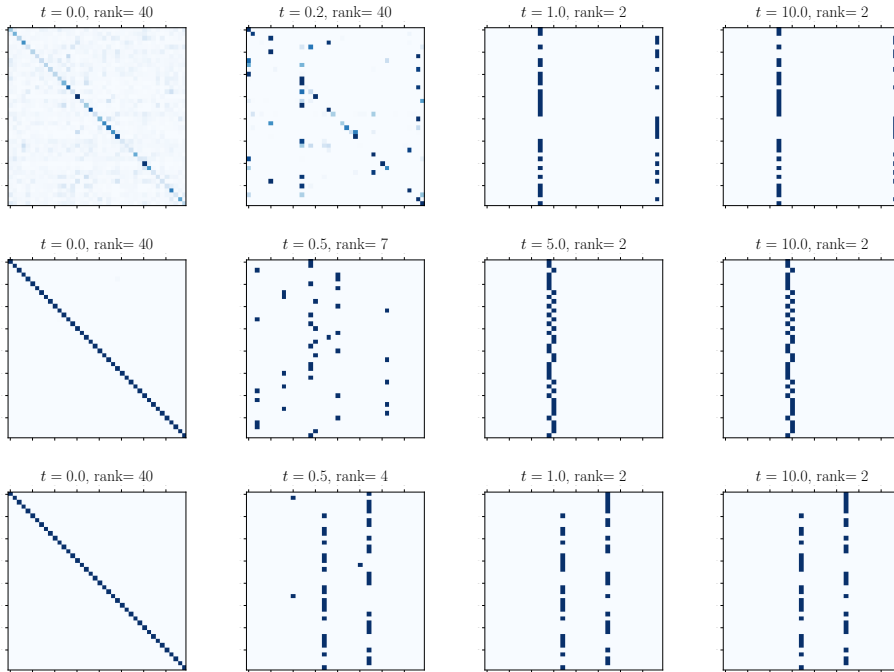 t = 0.0, rank= 40
t = 0.2, rank= 40
t = 1.0, rank= 2
t = 10.0, rank= 2
t = 0.0, rank= 40
t = 0.5, rank= 7
t = 5.0, rank= 2
t = 10.0, rank= 2
t = 0.0, rank= 40
t = 0.5, rank= 4
t = 1.0, rank= 2
t = 10.0, rank= 2